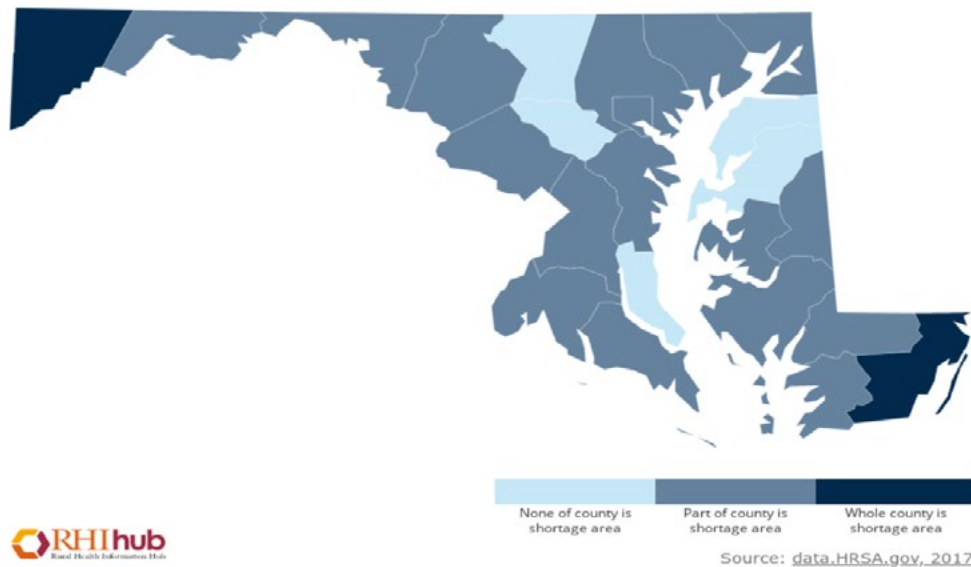 None of county is
shortage area
Part of county is
shortage area
Whole county is
shortage area
RHIhub
Rural Health Information Hub
Source: data.HRSA.gov, 2017